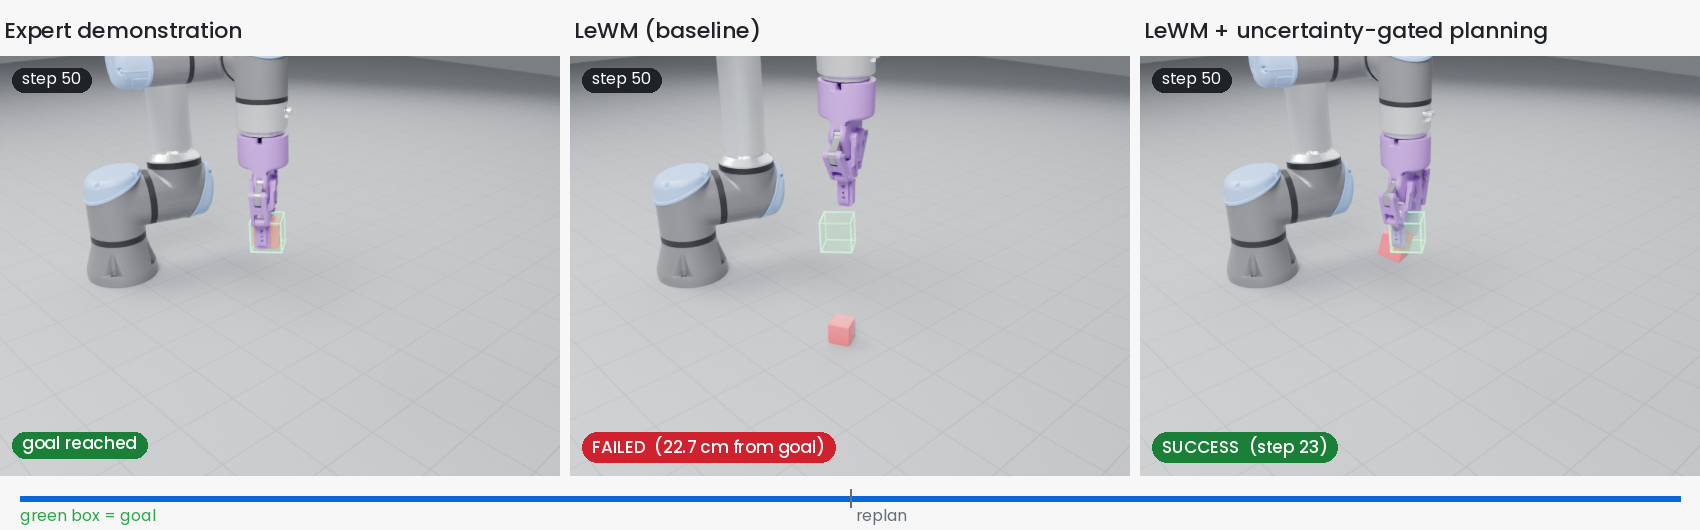 Expert demonstration
LeWM (baseline)
LeWM + uncertainty-gated planning
step 50
step 50
step 50
goal reached
FAILED (22.7 cm from goal)
SUCCESS (step 23)
green box = goal
replan